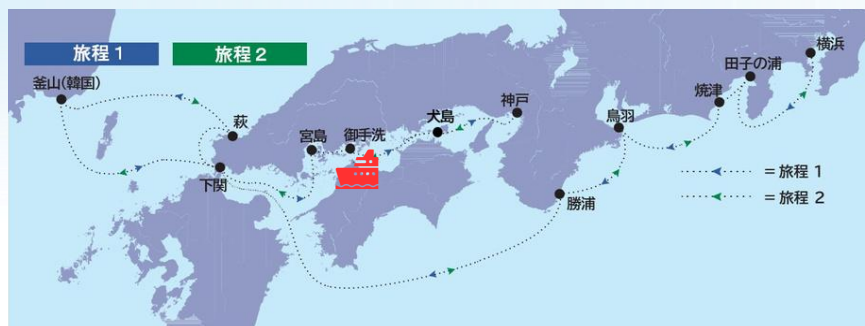 旅程1
旅程2
釜山(韓国)
萩
下関
宮島
御手洗
犬島
神戸
勝浦
鳥羽
焼津
田子の浦
横浜
=旅程1
=旅程2